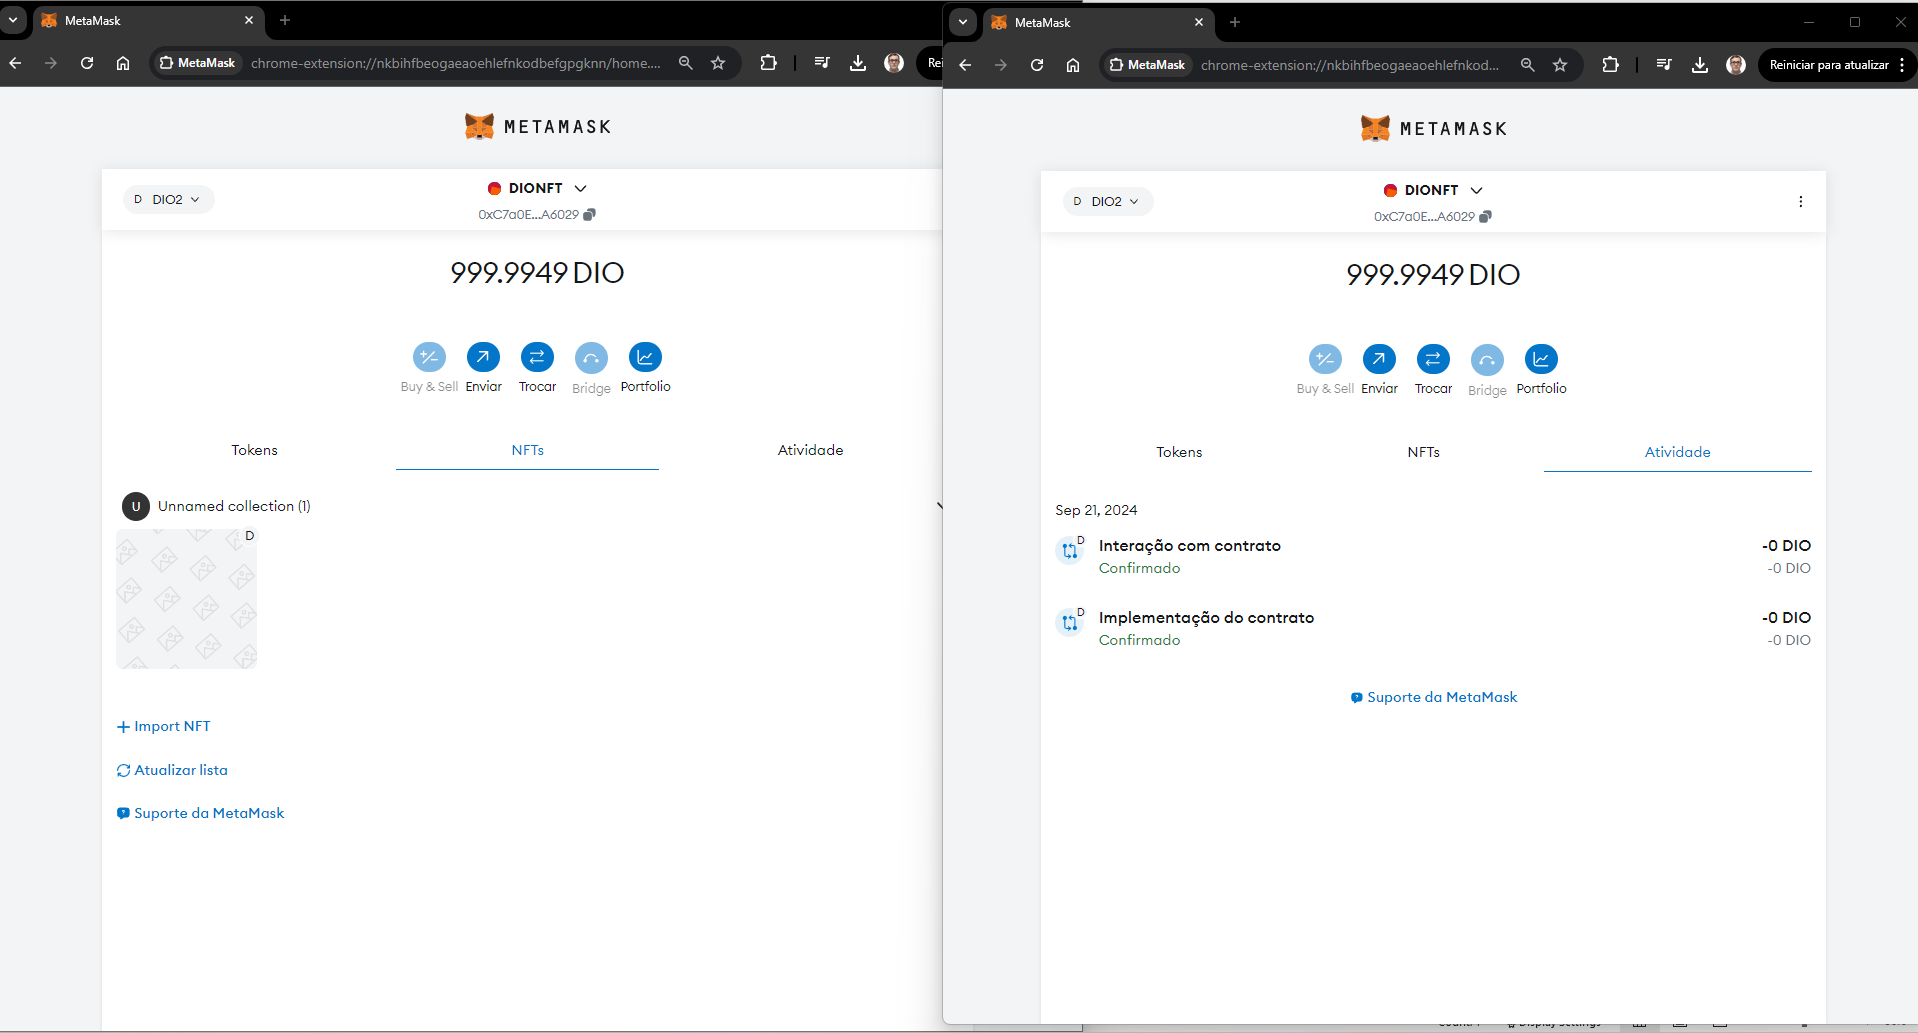 MetaMask
MetaMask
chrome-extension://nkbihfbeogaeaoehlefnkodbefgpgknn/home....
Rei
METAMASK
D DIO2
DIONFT
0xC7a0E...A6029
999.9949 DIO
Buy & Sell Enviar Trocar Bridge Portfolio
Tokens NFTs Atividade
U Unnamed collection (1)
D
Import NFT
Atualizar lista
Suporte da MetaMask
MetaMask
MetaMask
chrome-extension://nkbihfbeogaeaoehlefnkod...
Reiniciar para atualizar
METAMASK
D DIO2
DIONFT
0xC7a0E...A6029
999.9949 DIO
Buy & Sell Enviar Trocar Bridge Portfolio
Tokens NFTs Atividade
Sep 21, 2024
D
Interação com contrato -0 DIO
Confirmado -0 DIO
D
Implementação do contrato -0 DIO
Confirmado -0 DIO
Suporte da MetaMask
Display Settings